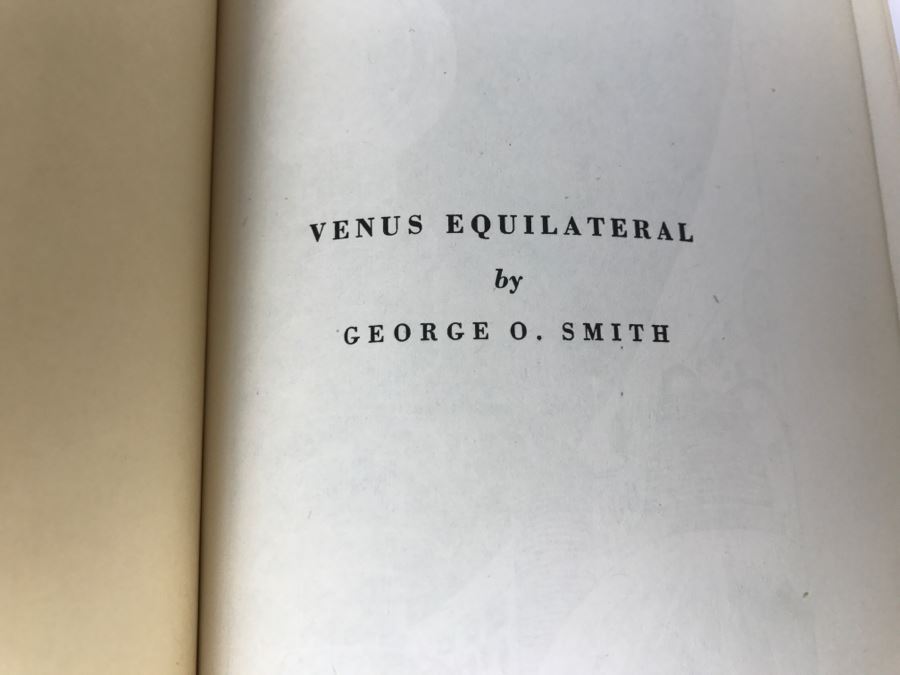 VENUS EQUILATERAL
by
GEORGE O. SMITH